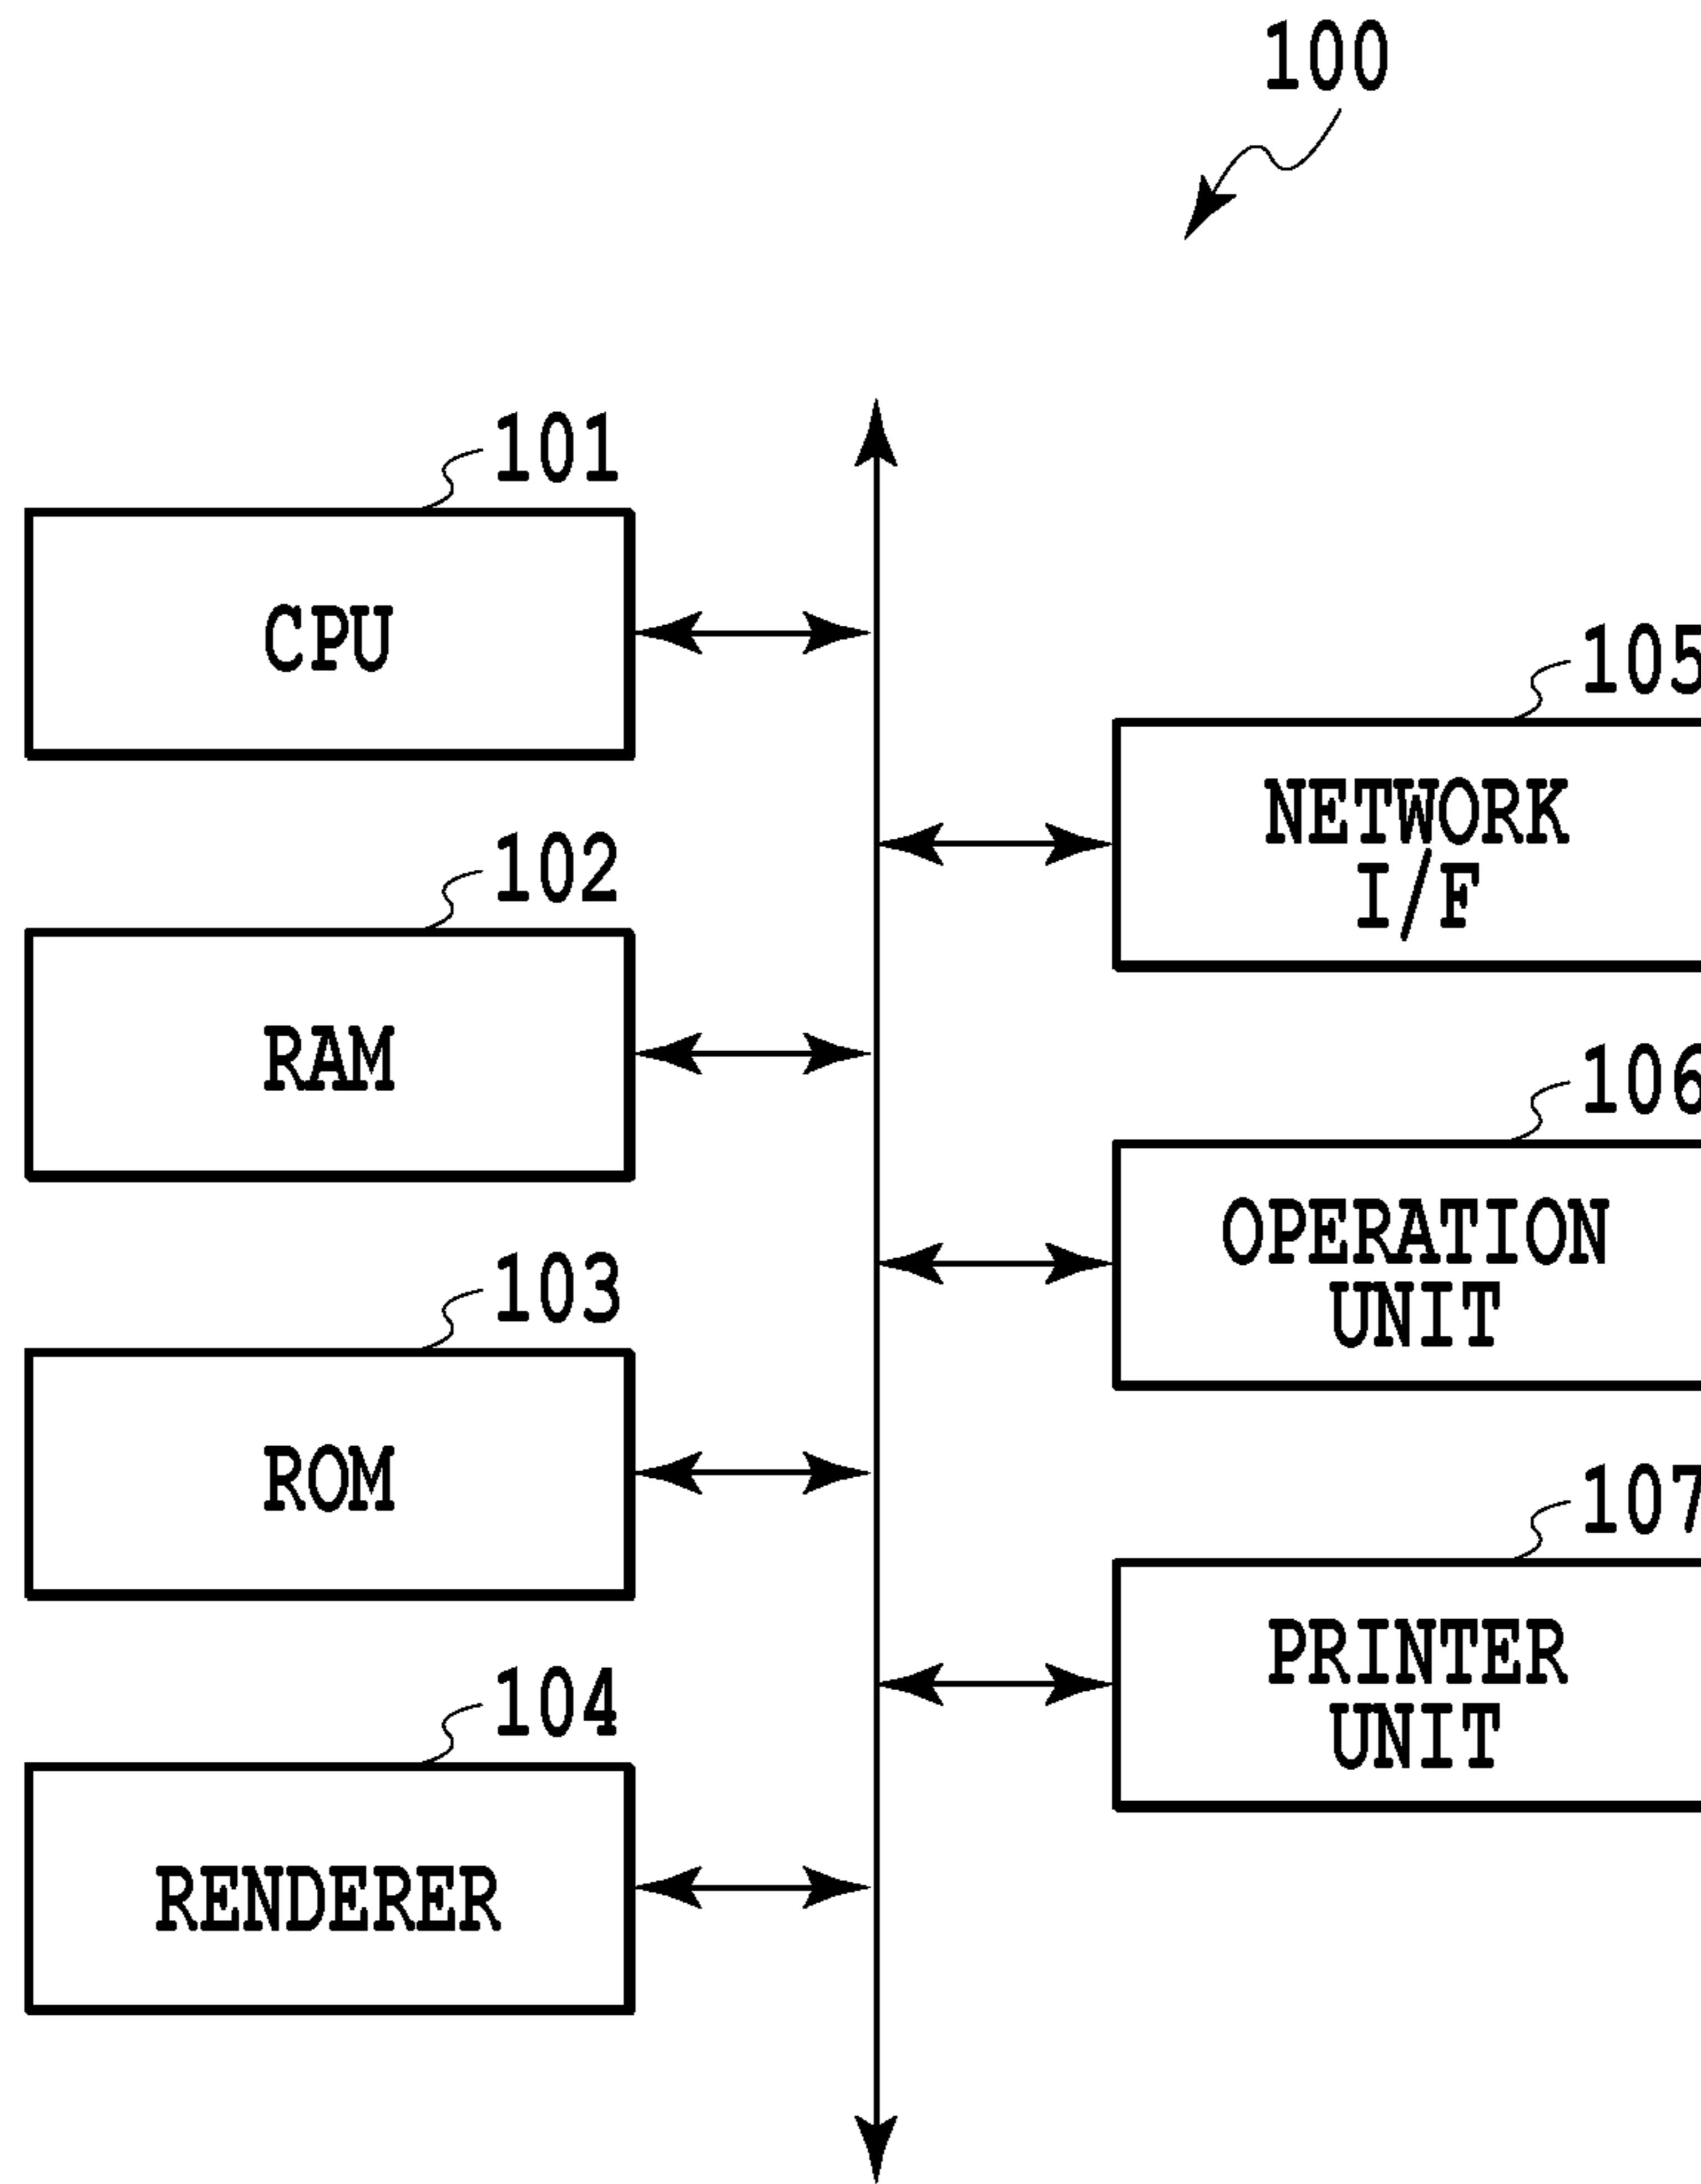 100
101
CPU
105
NETWORK
I/F
102
RAM
106
OPERATION
UNIT
103
ROM
107
PRINTER
UNIT
104
RENDERER